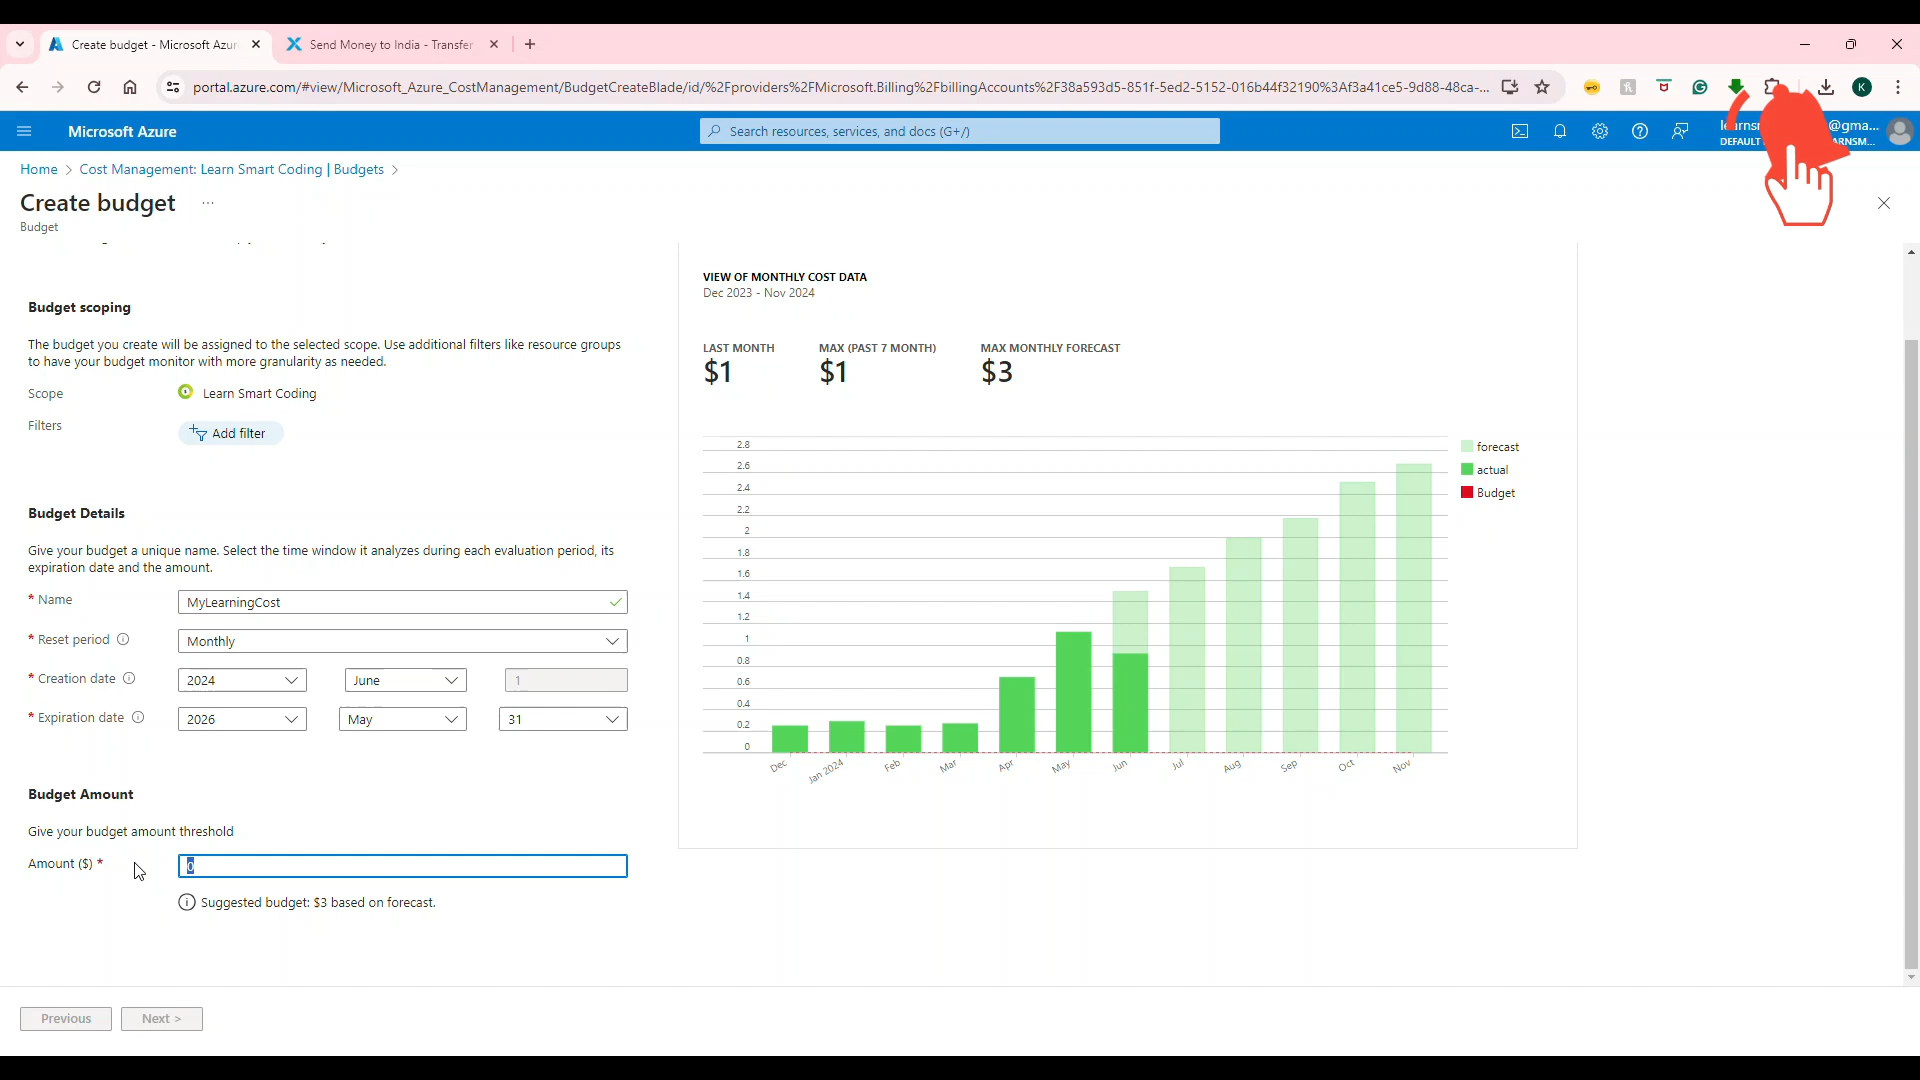 Create budget - Microsoft Azur
Send Money to India - Transfer
portal.azure.com/#view/Microsoft_Azure_CostManagement/BudgetCreateBlade/id/%2Fproviders%2FMicrosoft.Billing%2FbillingAccounts%2F38a593d5-851f-5ed2-5152-016b44f32190%3Af3a41ce5-9d88-48ca-...
K
Microsoft Azure
Search resources, services, and docs (G+/)
@gma...
DEFAULT
Home > Cost Management: Learn Smart Coding | Budgets >
Create budget ...
Budget
Budget scoping
The budget you create will be assigned to the selected scope. Use additional filters like resource groups
to have your budget monitor with more granularity as needed.
Scope
Learn Smart Coding
Filters
Add filter
Budget Details
Give your budget a unique name. Select the time window it analyzes during each evaluation period, its
expiration date and the amount.
* Name
MyLearningCost
* Reset period
Monthly
* Creation date
2024
June
1
* Expiration date
2026
May
31
Budget Amount
Give your budget amount threshold
Amount ($) *
0
Suggested budget: $3 based on forecast.
Previous
Next >
VIEW OF MONTHLY COST DATA
Dec 2023 - Nov 2024
LAST MONTH
$1
MAX (PAST 7 MONTH)
$1
MAX MONTHLY FORECAST
$3
2.8
2.6
2.4
2.2
2
1.8
1.6
1.4
1.2
1
0.8
0.6
0.4
0.2
0
Dec
Jan 2024
Feb
Mar
Apr
May
Jun
Jul
Aug
Sep
Oct
Nov
forecast
actual
Budget